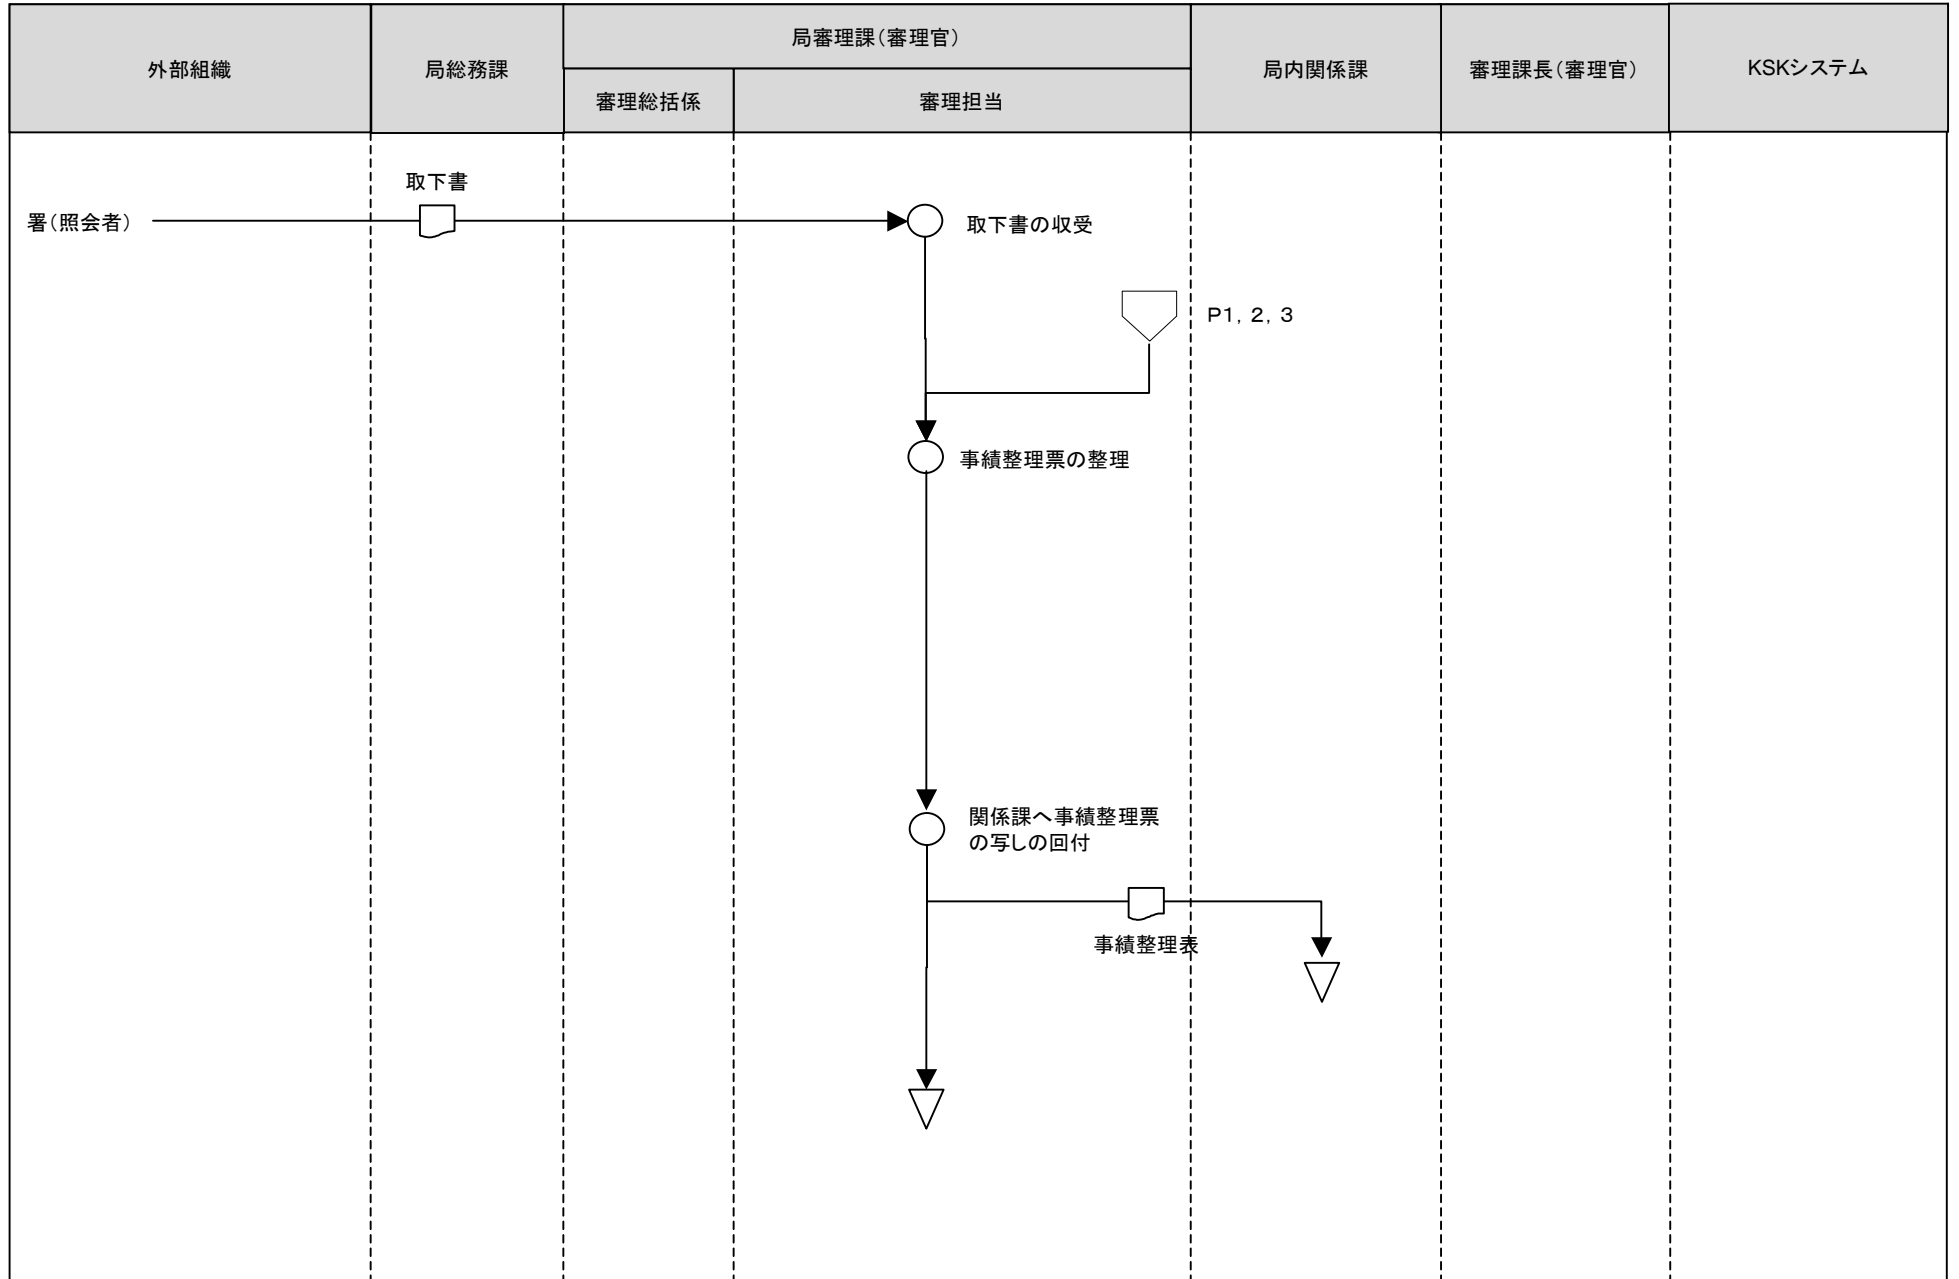 外部組織
局総務課
局審理課（審理官）
審理総括係
審理担当
局内関係課
審理課長（審理官）
KSKシステム
取下書
署（照会者）
取下書の収受
P1，2，3
事績整理票の整理
関係課へ事績整理票
の写しの回付
事績整理表